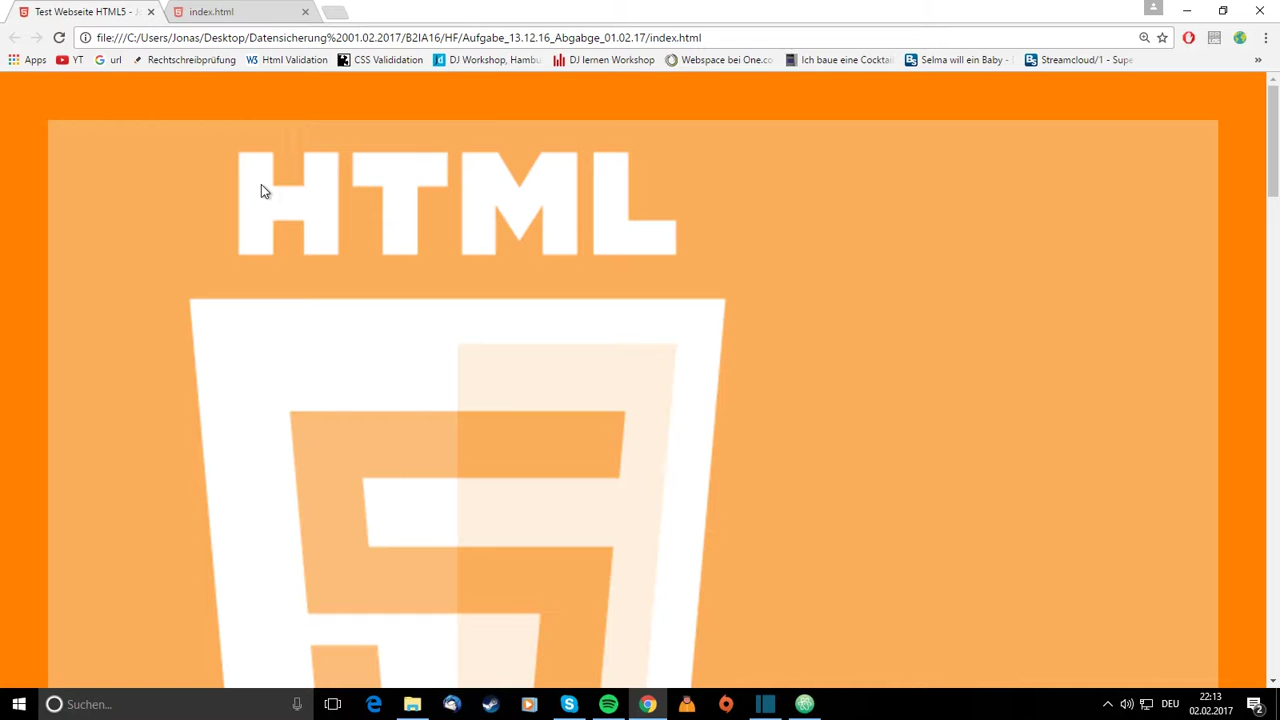 Test Webseite HTML5 - 
index.html
file:///C:/Users/Jonas/Desktop/Datensicherung%2001.02.2017/B2IA16/HF/Aufgabe_13.12.16_Abgabge_01.02.17/index.html
Apps YT url Rechtschreibprüfung Html Validation CSS Valididation DJ Workshop, Hambu DJ lernen Workshop Webspace bei One.co Ich baue eine Cocktai Selma will ein Baby - Streamcloud/1 - Supe »
HTML
5
Suchen...
DEU
22:13
02.02.2017
2